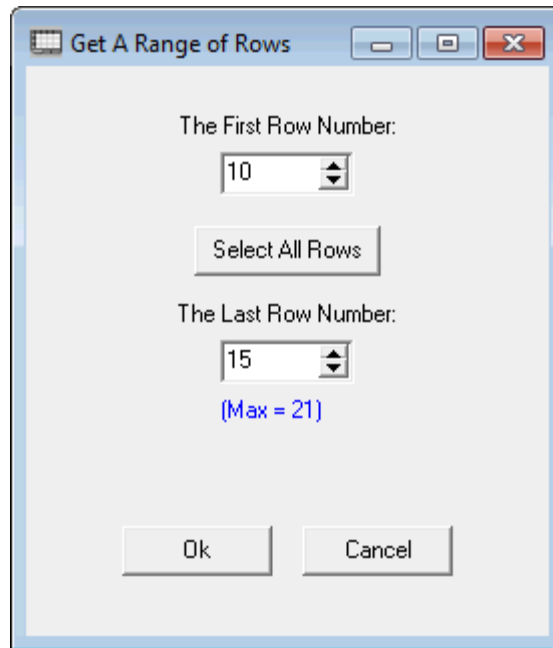 Get A Range of Rows
The First Row Number:
10
Select All Rows
The Last Row Number:
15
(Max = 21)
Ok Cancel